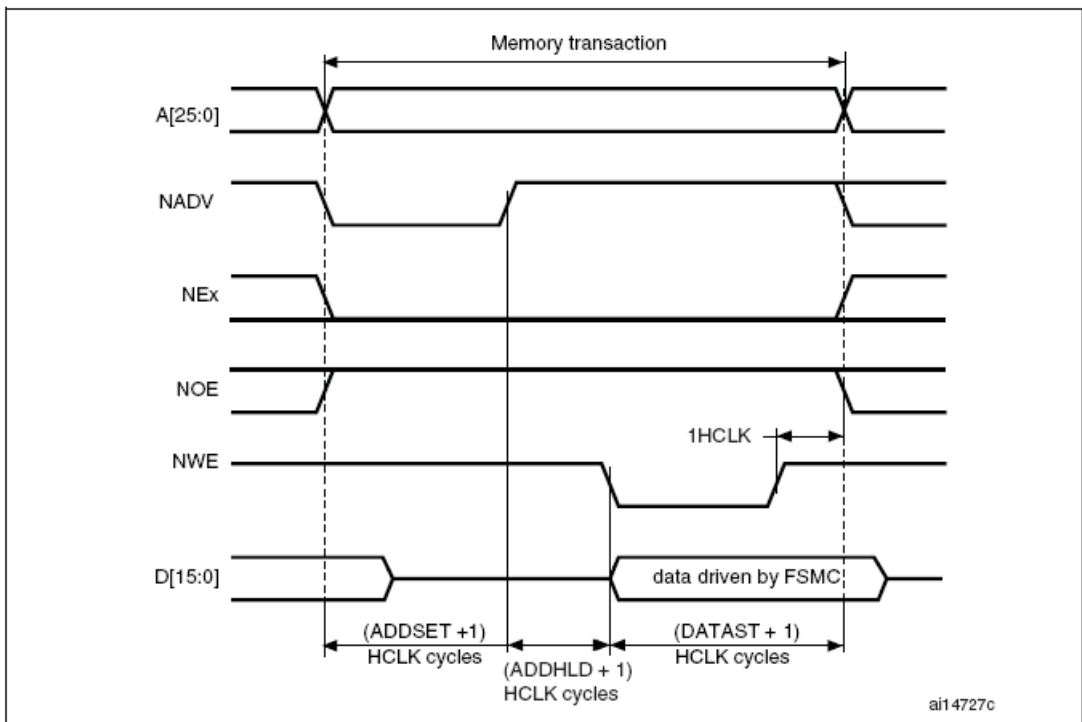 Memory transaction
A[25:0]
NADV
NEx
NOE
1HCLK
NWE
D[15:0]
data driven by FSMC
(ADDSET +1)
HCLK cycles
(DATAST + 1)
HCLK cycles
(ADDHLD + 1)
HCLK cycles
ai14727c